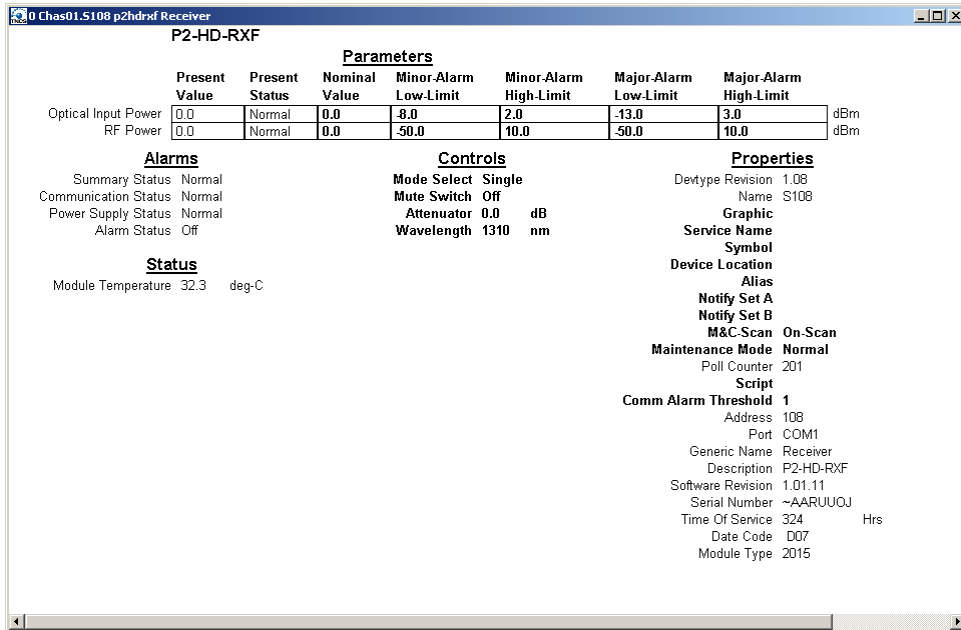 TNCS 0 Chas01.S108 p2hdrxf Receiver
P2-HD-RXF
Parameters
Present Value Present Status Nominal Value Minor-Alarm Low-Limit Minor-Alarm High-Limit Major-Alarm Low-Limit Major-Alarm High-Limit
Optical Input Power 0.0 Normal 0.0 -8.0 2.0 -13.0 3.0 dBm
RF Power 0.0 Normal 0.0 -50.0 10.0 -50.0 10.0 dBm
Alarms
Summary Status Normal
Communication Status Normal
Power Supply Status Normal
Alarm Status Off
Status
Module Temperature 32.3 deg-C
Controls
Mode Select Single
Mute Switch Off
Attenuator 0.0 dB
Wavelength 1310 nm
Properties
Devtype Revision 1.08
Name S108
Graphic
Service Name
Symbol
Device Location
Alias
Notify Set A
Notify Set B
M&C-Scan On-Scan
Maintenance Mode Normal
Poll Counter 201
Script
Comm Alarm Threshold 1
Address 108
Port COM1
Generic Name Receiver
Description P2-HD-RXF
Software Revision 1.01.11
Serial Number ~AARUUOJ
Time Of Service 324 Hrs
Date Code D07
Module Type 2015